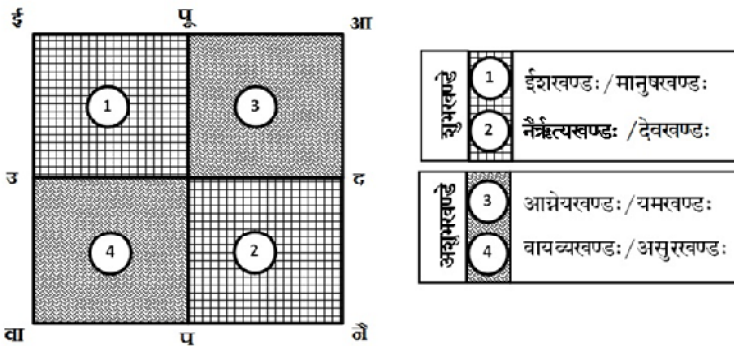 ई पू आ
1 3
उ द
4 2
वा प नै
शुभखण्डे
1 ईशखण्डः/मानुषखण्डः
2 नैर्ऋत्यखण्डः /देवखण्डः
अशुभखण्डे
3 आग्नेयखण्डः/यमखण्डः
4 वायव्यखण्डः/असुरखण्डः